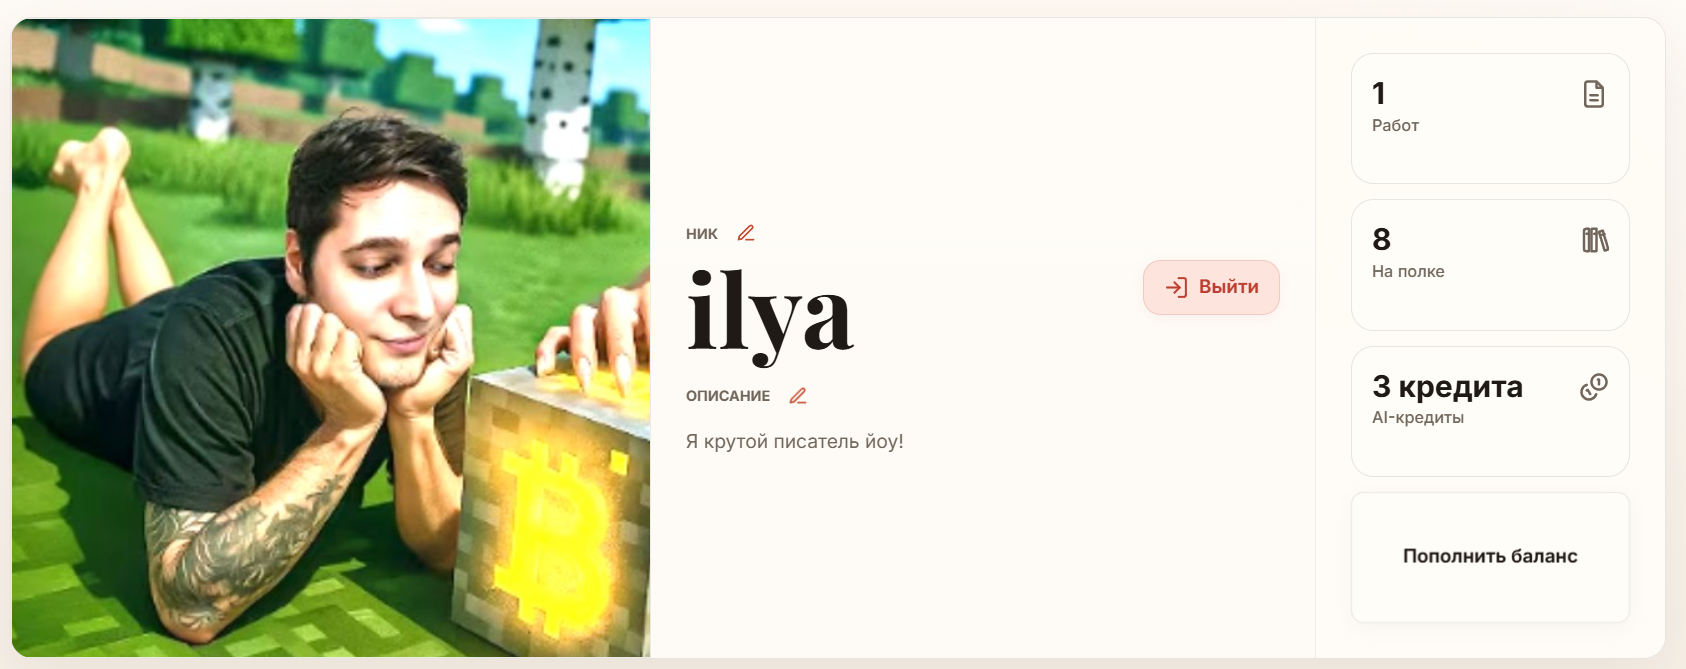 НИК
ilya
ОПИСАНИЕ
Я крутой писатель йоу!
Выйти
1
Работ
8
На полке
3 кредита
AI-кредиты
Пополнить баланс